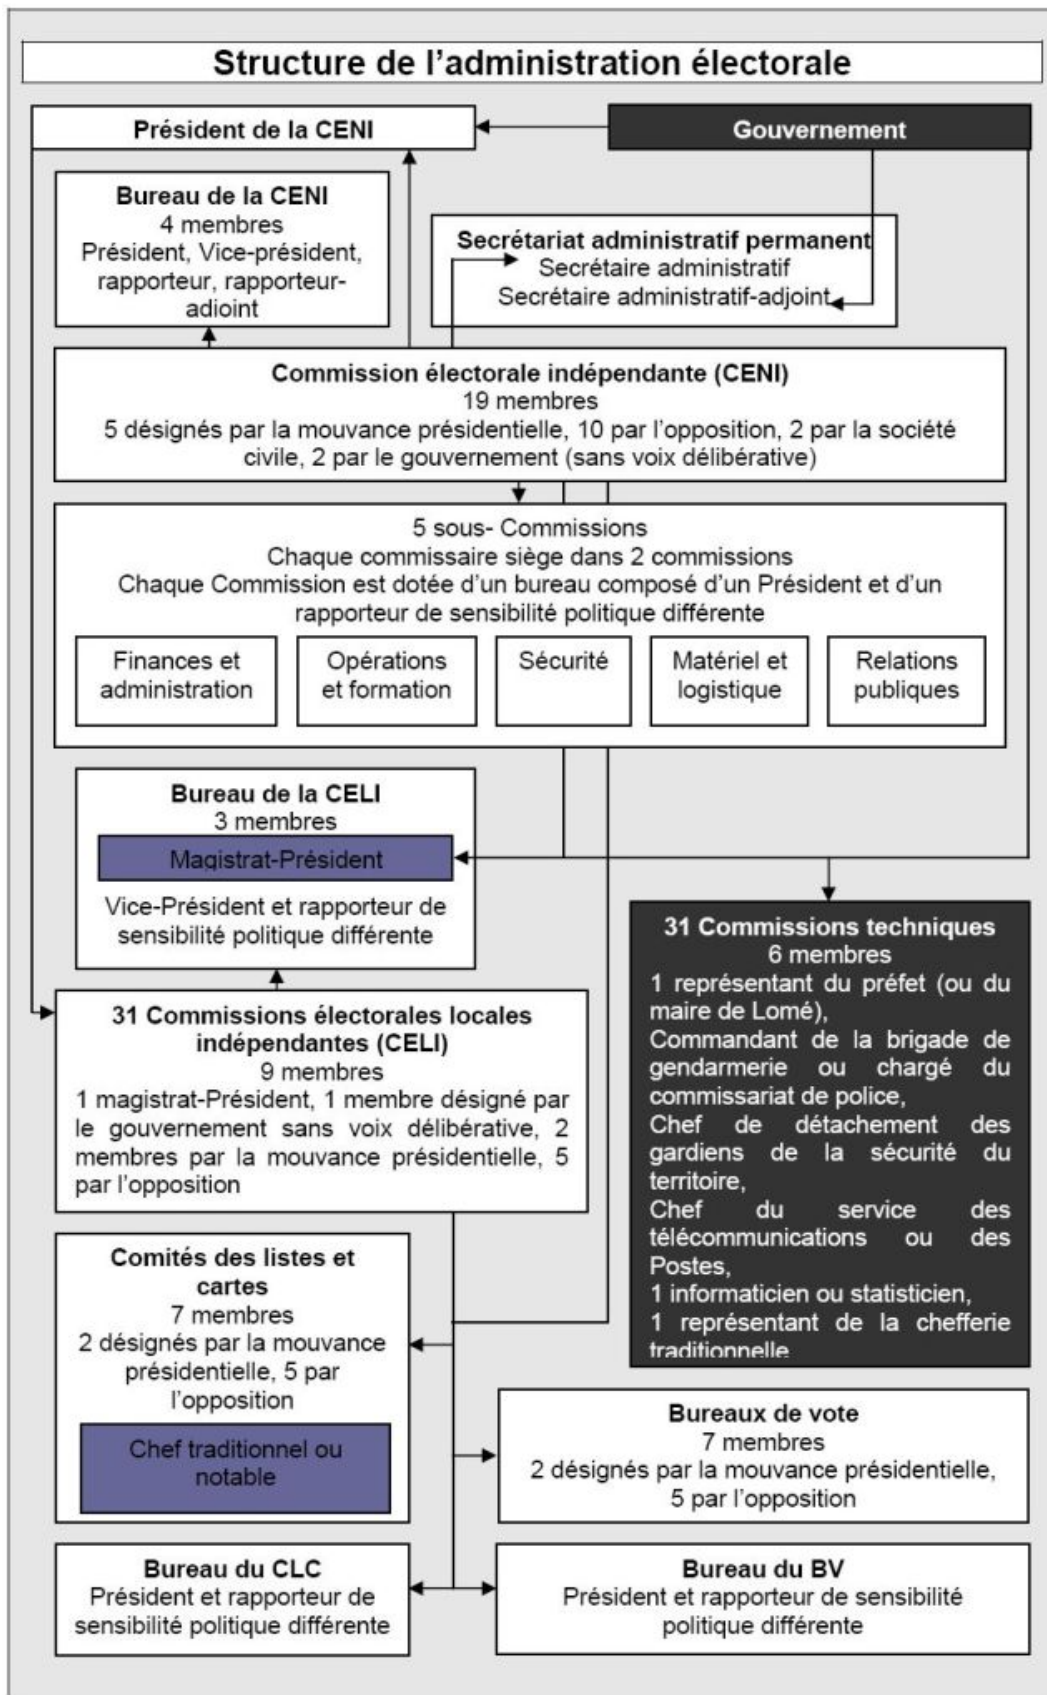 Structure de l'administration électorale
Président de la CENI
Gouvernement
Bureau de la CENI
4 membres
Président, Vice-président,
rapporteur, rapporteur-
adioint
Secrétariat administratif permanent
Secrétaire administratif
Secrétaire administratif-adjoint
Commission électorale indépendante (CENI)
19 membres
5 désignés par la mouvance présidentielle, 10 par l'opposition, 2 par la société
civile, 2 par le gouvernement (sans voix délibérative)
5 sous- Commissions
Chaque commissaire siège dans 2 commissions
Chaque Commission est dotée d'un bureau composé d'un Président et d'un
rapporteur de sensibilité politique différente
Finances et
administration
Opérations
et formation
Sécurité
Matériel et
logistique
Relations
publiques
Bureau de la CELI
3 membres
Magistrat-Président
Vice-Président et rapporteur de
sensibilité politique différente
31 Commissions techniques
6 membres
1 représentant du préfet (ou du
maire de Lomé),
Commandant de la brigade de
gendarmerie ou chargé du
commissariat de police,
Chef de détachement des
gardiens de la sécurité du
territoire,
Chef du service des
télécommunications ou des
Postes,
1 informaticien ou statisticien,
1 représentant de la chefferie
traditionnelle
31 Commissions électorales locales
indépendantes (CELI)
9 membres
1 magistrat-Président, 1 membre désigné par
le gouvernement sans voix délibérative, 2
membres par la mouvance présidentielle, 5
par l'opposition
Comités des listes et
cartes
7 membres
2 désignés par la mouvance
présidentielle, 5 par
l'opposition
Chef traditionnel ou
notable
Bureaux de vote
7 membres
2 désignés par la mouvance présidentielle,
5 par l'opposition
Bureau du CLC
Président et rapporteur de
sensibilité politique différente
Bureau du BV
Président et rapporteur de sensibilité
politique différente